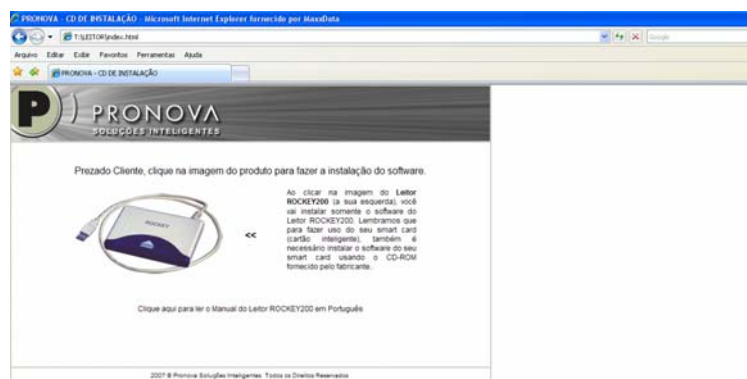 PRONOVA - CD DE INSTALAÇÃO - Microsoft Internet Explorer fornecido por MaxxData
T:\LEITOR\index.html
Google
Arquivo Editar Exibir Favoritos Ferramentas Ajuda
PRONOVA - CD DE INSTALAÇÃO
P PRONOVA
SOLUÇÕES INTELIGENTES
Prezado Cliente, clique na imagem do produto para fazer a instalação do software.
ROCKEY
<<
Ao clicar na imagem do Leitor
ROCKEY200 (a sua esquerda), você
vai instalar somente o software do
Leitor ROCKEY200. Lembramos que
para fazer uso do seu smart card
(cartão inteligente), também é
necessário instalar o software do seu
smart card usando o CD-ROM
fornecido pelo fabricante.
Clique aqui para ler o Manual do Leitor ROCKEY200 em Português
2007 © Pronova Soluções Inteligentes. Todos os Direitos Reservados